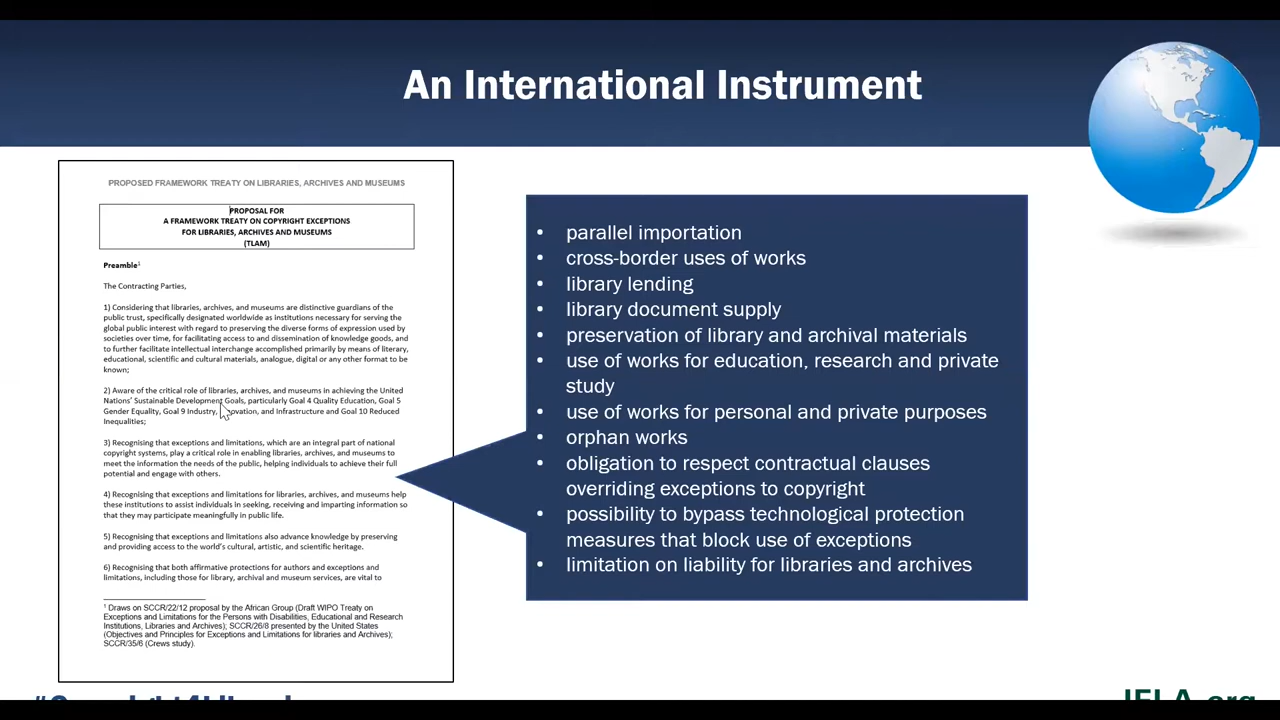 An International Instrument
PROPOSED FRAMEWORK TREATY ON LIBRARIES, ARCHIVES AND MUSEUMS
PROPOSAL FOR
A FRAMEWORK TREATY ON COPYRIGHT EXCEPTIONS
FOR LIBRARIES, ARCHIVES AND MUSEUMS
(TLAM)
Preamble¹
The Contracting Parties,
1) Considering that libraries, archives, and museums are distinctive guardians of the
public trust, specifically designated worldwide as institutions necessary for serving the
global public interest with regard to preserving the diverse forms of expression used by
societies over time, for facilitating access to and dissemination of knowledge goods, and
to further facilitate intellectual interchange accomplished primarily by means of literary,
educational, scientific and cultural materials, analogue, digital or any other format to be
known;
2) Aware of the critical role of libraries, archives, and museums in achieving the United
Nations' Sustainable Development Goals, particularly Goal 4 Quality Education, Goal 5
Gender Equality, Goal 9 Industry, Innovation, and Infrastructure and Goal 10 Reduced
Inequalities;
3) Recognising that exceptions and limitations, which are an integral part of national
copyright systems, play a critical role in enabling libraries, archives, and museums to
meet the information the needs of the public, helping individuals to achieve their full
potential and engage with others.
4) Recognising that exceptions and limitations for libraries, archives, and museums help
these institutions to assist individuals in seeking, receiving and imparting information so
that they may participate meaningfully in public life.
5) Recognising that exceptions and limitations also advance knowledge by preserving
and providing access to the world's cultural, artistic, and scientific heritage.
6) Recognising that both affirmative protections for authors and exceptions and
limitations, including those for library, archival and museum services, are vital to
¹ Draws on SCCR/22/12 proposal by the African Group (Draft WIPO Treaty on
Exceptions and Limitations for the Persons with Disabilities, Educational and Research
Institutions, Libraries and Archives); SCCR/26/8 presented by the United States
(Objectives and Principles for Exceptions and Limitations for libraries and Archives);
SCCR/35/6 (Crews study).
• parallel importation
• cross-border uses of works
• library lending
• library document supply
• preservation of library and archival materials
• use of works for education, research and private
study
• use of works for personal and private purposes
• orphan works
• obligation to respect contractual clauses
overriding exceptions to copyright
• possibility to bypass technological protection
measures that block use of exceptions
• limitation on liability for libraries and archives
IFLA.org